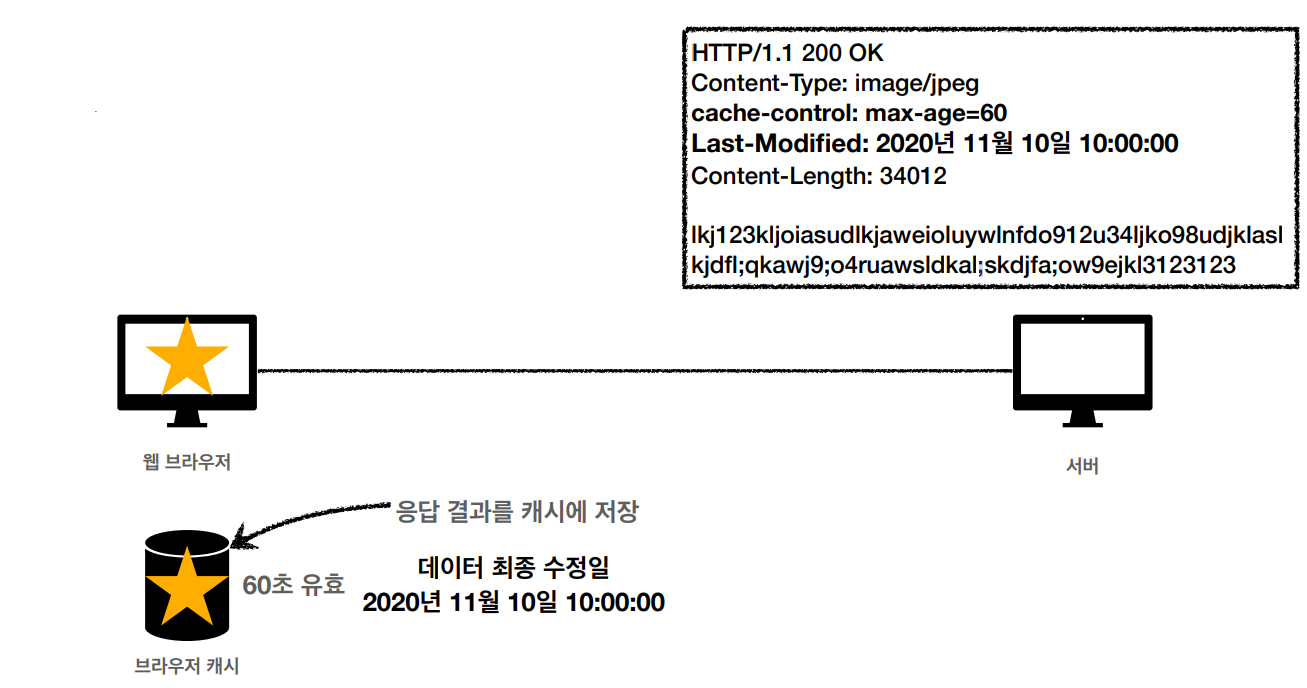 HTTP/1.1 200 OK
Content-Type: image/jpeg
cache-control: max-age=60
Last-Modified: 2020년 11월 10일 10:00:00
Content-Length: 34012
lkj123kljoiasudlkjaweioluywlnfdo912u34ljko98udjklasl
kjdfl;qkawj9;o4ruawsldkal;skdjfa;ow9ejkl3123123
웹 브라우저
서버
응답 결과를 캐시에 저장
60초 유효
데이터 최종 수정일
2020년 11월 10일 10:00:00
브라우저 캐시